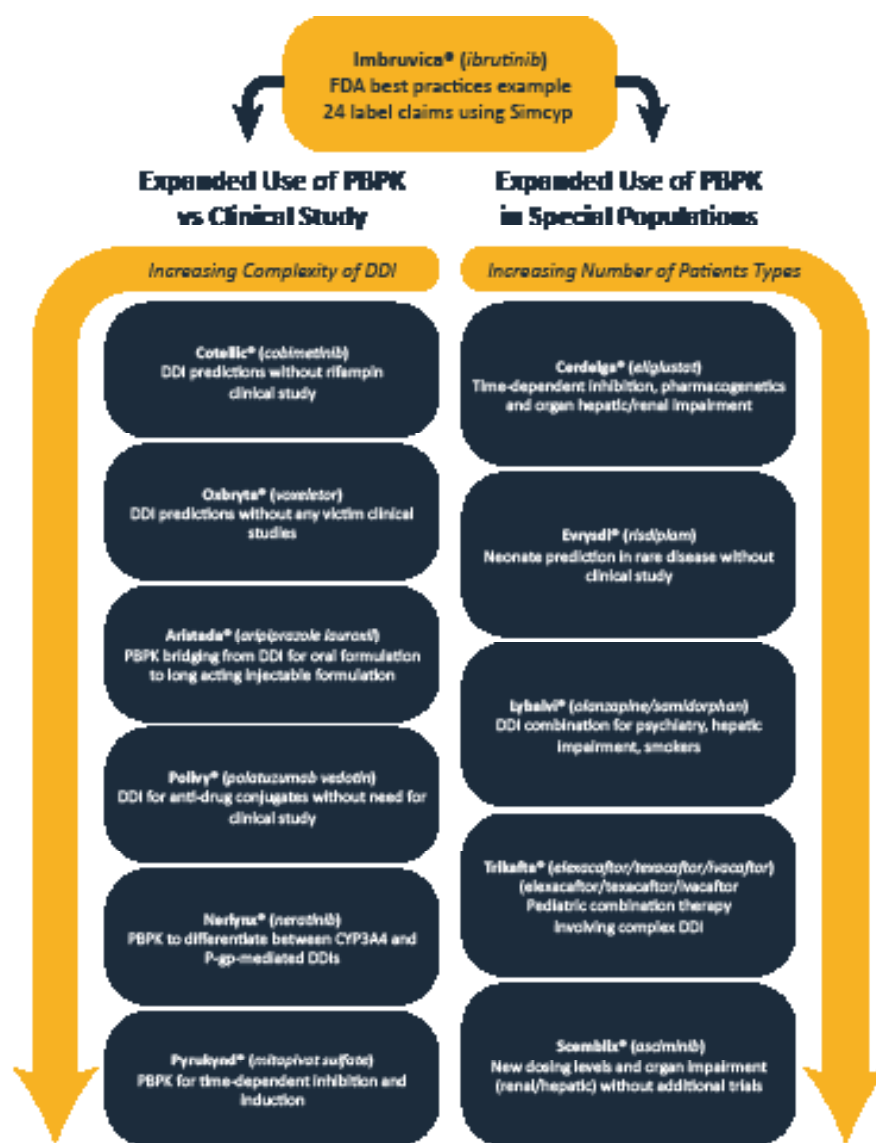 Imbruvica® (ibrutinib)
FDA best practices example
24 label claims using Simcyp
Expanded Use of PBPK
vs Clinical Study
Increasing Complexity of DDI
Cotellic® (cobimetinib)
DDI predictions without rifampin
clinical study
Oxbryta® (voxeletor)
DDI predictions without any victim clinical
studies
Aristada® (aripiprazole lauroxil)
PBPK bridging from DDI for oral formulation
to long acting injectable formulation
Polivy® (polatuzumab vedotin)
DDI for anti-drug conjugates without need for
clinical study
Nerlynx® (neratinib)
PBPK to differentiate between CYP3A4 and
P-gp-mediated DDIs
Pyrukynd® (mitapivat sulfate)
PBPK for time-dependent inhibition and
induction
Expanded Use of PBPK
in Special Populations
Increasing Number of Patients Types
Cerdelga® (eliglustat)
Time-dependent inhibition, pharmacogenetics
and organ hepatic/renal impairment
Evrysdi® (risdiplam)
Neonate prediction in rare disease without
clinical study
Lybalvi® (olanzapine/samidorphan)
DDI combination for psychiatry, hepatic
impairment, smokers
Trikafta® (elexacaftor/texacaftor/ivacaftor)
(elexacaftor/texacaftor/ivacaftor
Pediatric combination therapy
Involving complex DDI
Scemblix® (asciminib)
New dosing levels and organ impairment
(renal/hepatic) without additional trials